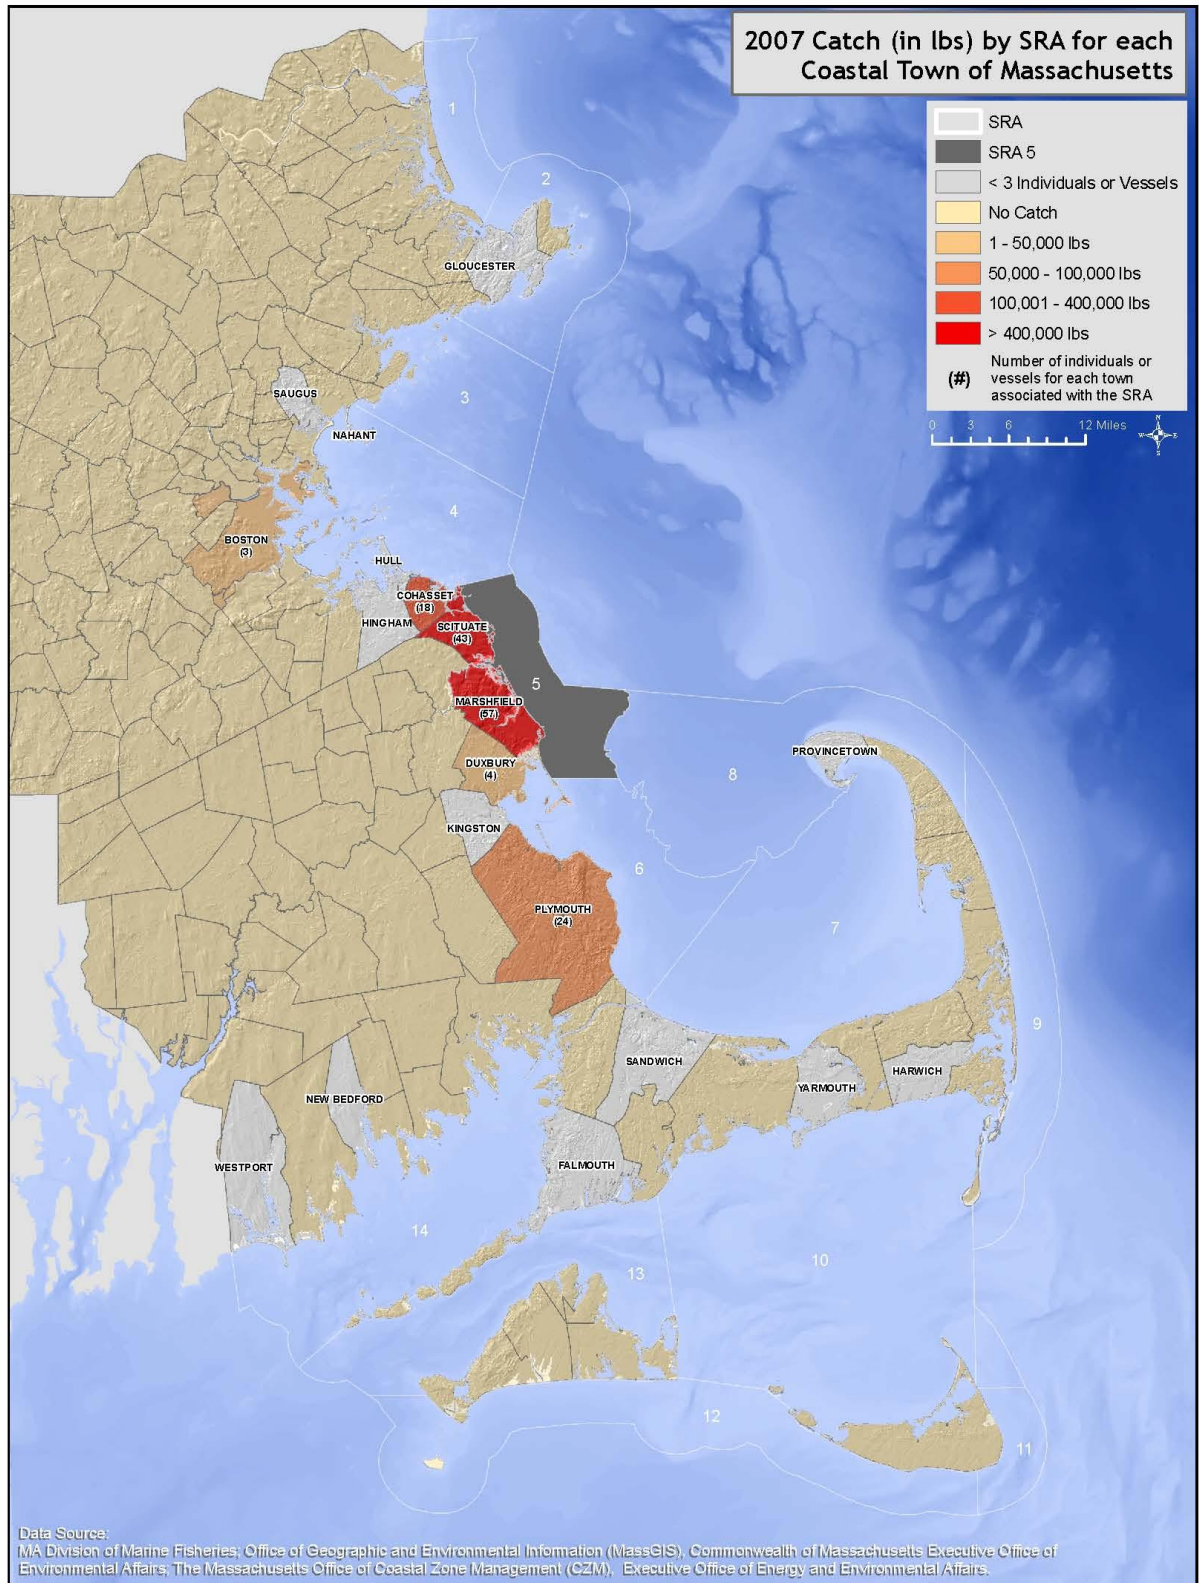 2007 Catch (in lbs) by SRA for each
Coastal Town of Massachusetts
SRA
SRA 5
< 3 Individuals or Vessels
No Catch
1 - 50,000 lbs
50,000 - 100,000 lbs
100,001 - 400,000 lbs
> 400,000 lbs
(#)
Number of individuals or
vessels for each town
associated with the SRA
0 3 6 12 Miles
N
W E
S
1
2
GLOUCESTER
SAUGUS
3
NAHANT
4
BOSTON
(3)
HULL
COHASSET
(18)
HINGHAM
SCITUATE
(43)
5
MARSHFIELD
(57)
DUXBURY
(4)
PROVINCETOWN
8
KINGSTON
6
PLYMOUTH
(24)
7
9
SANDWICH
YARMOUTH
HARWICH
NEW BEDFORD
WESTPORT
FALMOUTH
14
10
13
12
11
Data Source:
MA Division of Marine Fisheries; Office of Geographic and Environmental Information (MassGIS), Commonwealth of Massachusetts Executive Office of
Environmental Affairs; The Massachusetts Office of Coastal Zone Management (CZM), Executive Office of Energy and Environmental Affairs.